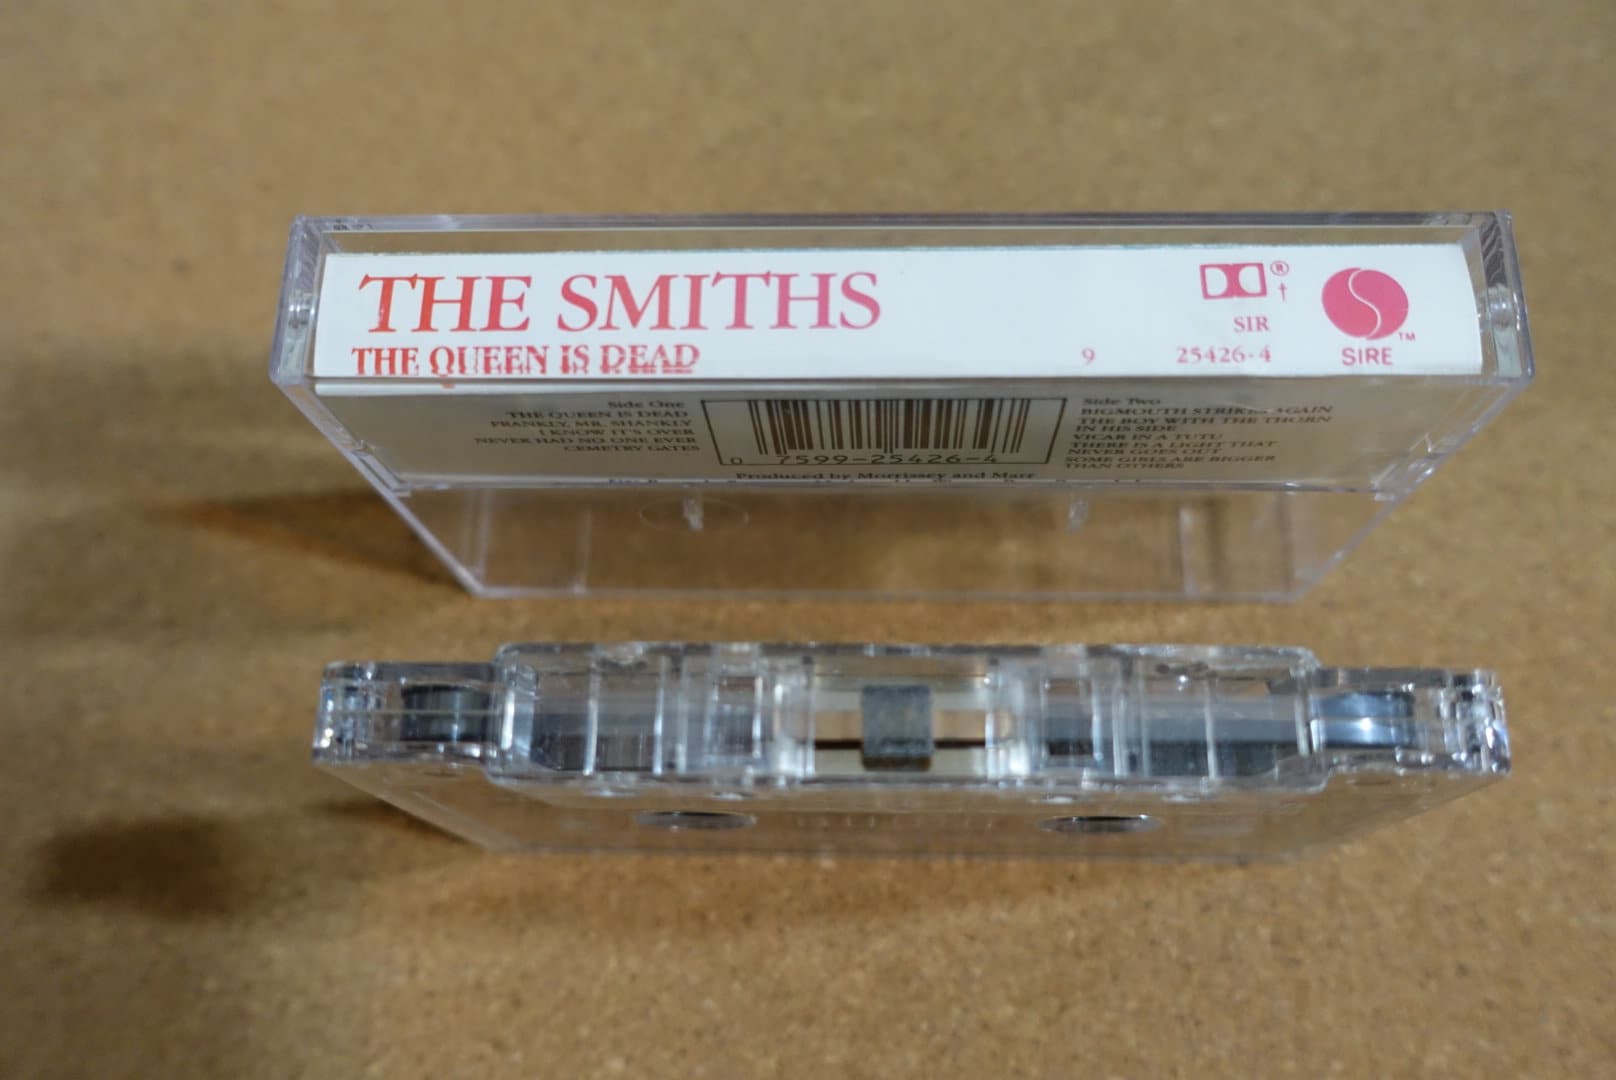 THE SMITHS
THE QUEEN IS DEAD
®
†
SIR
9 25426-4
SIRE™
Side One
THE QUEEN IS DEAD
FRANKLY, MR. SHANKLY
I KNOW IT'S OVER
NEVER HAD NO ONE EVER
CEMETRY GATES
0 7599-25426-4
Produced by Morrissey and Marr
Side Two
BIGMOUTH STRIKES AGAIN
THE BOY WITH THE THORN
IN HIS SIDE
VICAR IN A TUTU
THERE IS A LIGHT THAT
NEVER GOES OUT
SOME GIRLS ARE BIGGER
THAN OTHERS